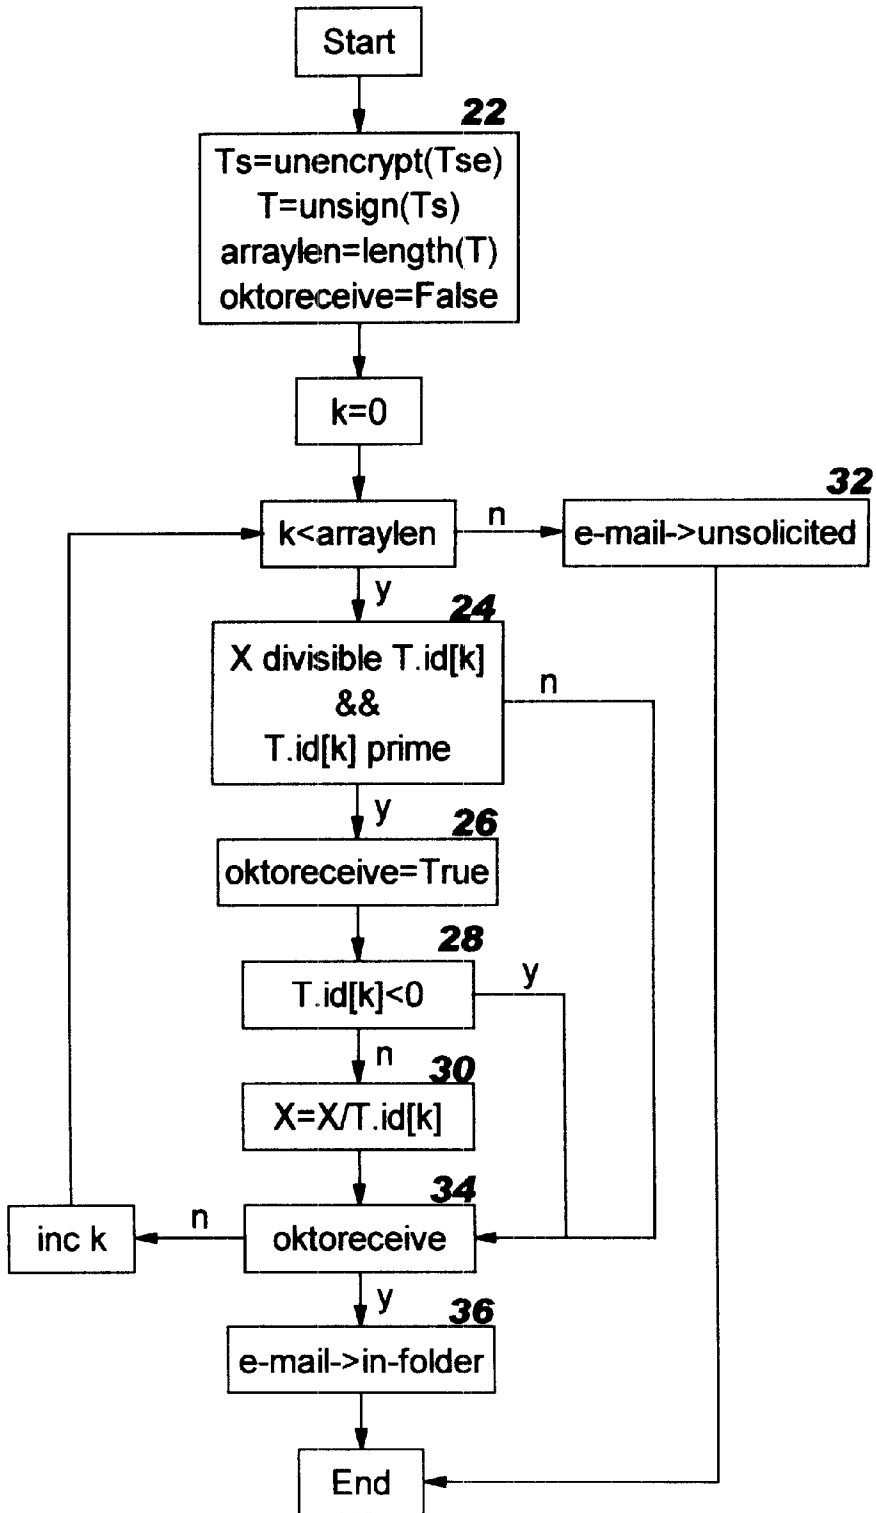 Start
22
Ts=unencrypt(Tse)
T=unsign(Ts)
arraylen=length(T)
oktoreceive=False
k=0
32
k<arraylen
n
e-mail->unsolicited
y
24
X divisible T.id[k]
&&
T.id[k] prime
n
y
26
oktoreceive=True
28
T.id[k]<0
y
n
30
X=X/T.id[k]
34
inc k
n
oktoreceive
y
36
e-mail->in-folder
End